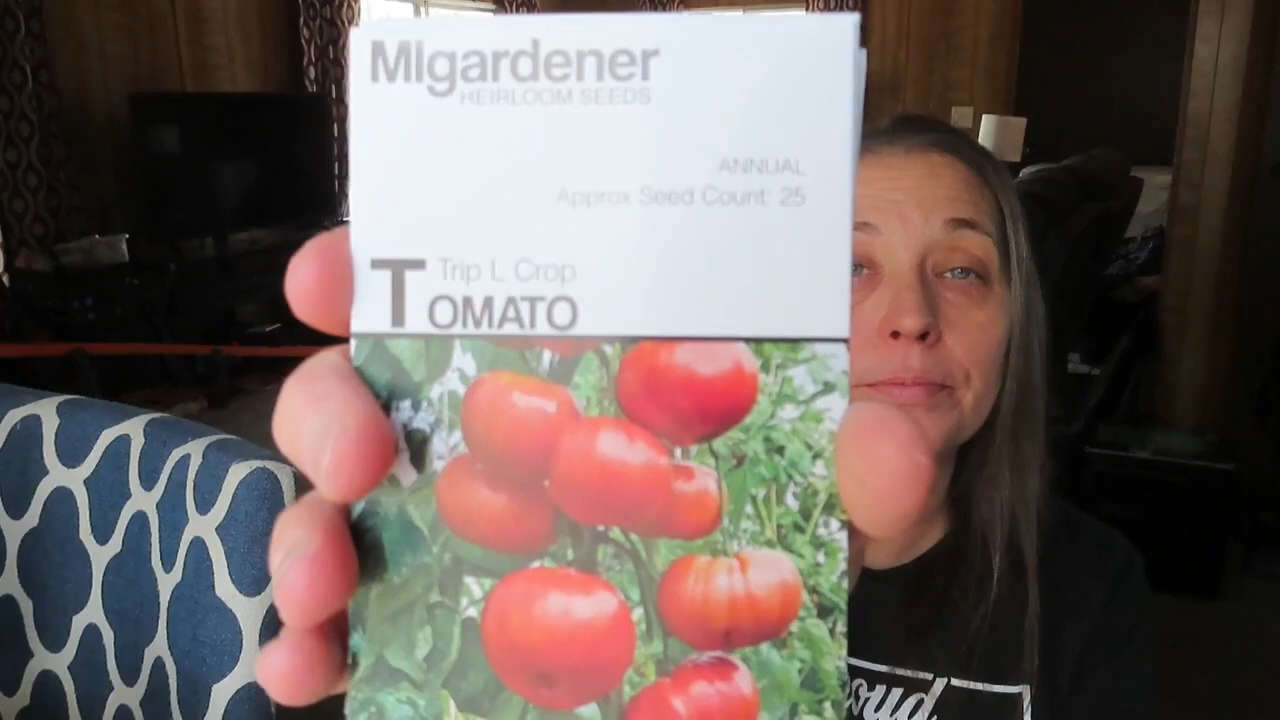 MIgardener
HEIRLOOM SEEDS
ANNUAL
Approx Seed Count: 25
Trip L Crop
TOMATO